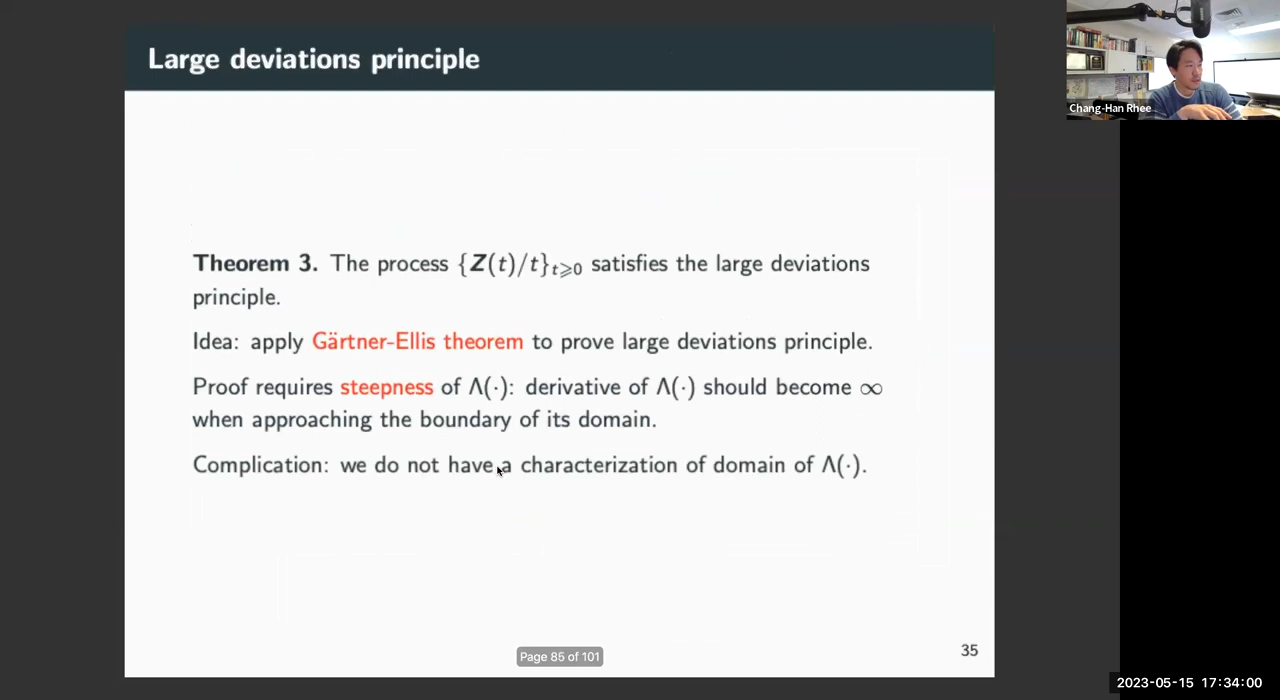 Large deviations principle
Chang-Han Rhee
Theorem 3. The process {Z(t)/t}t⩾0 satisfies the large deviations
principle.
Idea: apply Gärtner-Ellis theorem to prove large deviations principle.
Proof requires steepness of Λ(·): derivative of Λ(·) should become ∞
when approaching the boundary of its domain.
Complication: we do not have a characterization of domain of Λ(·).
35
Page 85 of 101
2023-05-15 17:34:00